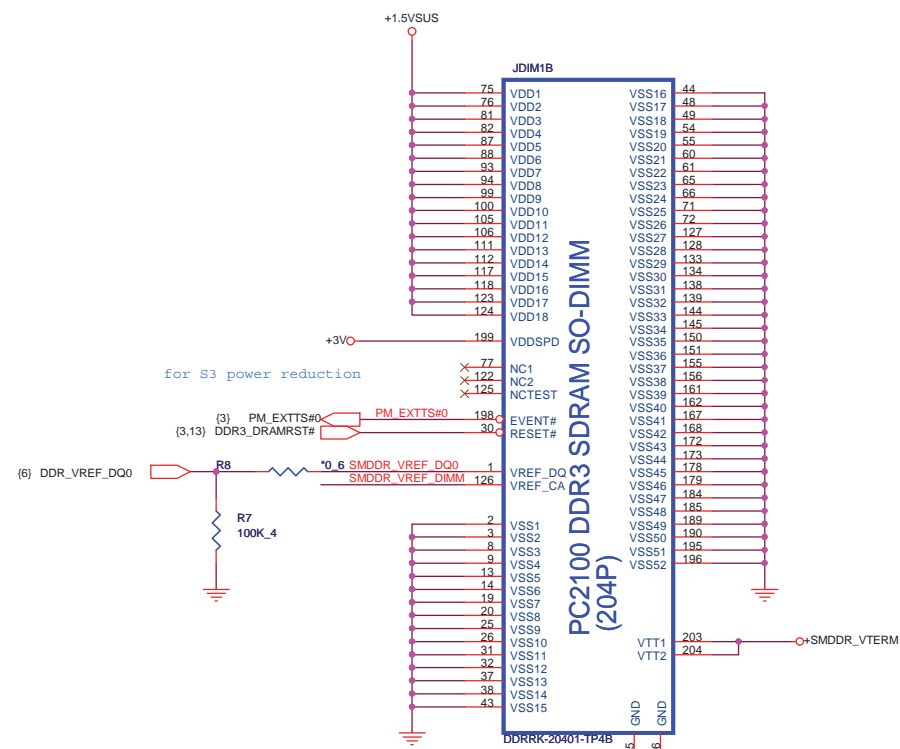 +1.5VSUS
JDIM1B
75 VDD1 VSS16 44
76 VDD2 VSS17 48
81 VDD3 VSS18 49
82 VDD4 VSS19 54
87 VDD5 VSS20 55
88 VDD6 VSS21 60
93 VDD7 VSS22 61
94 VDD8 VSS23 65
99 VDD9 VSS24 66
100 VDD10 VSS25 71
105 VDD11 VSS26 72
106 VDD12 VSS27 127
111 VDD13 VSS28 128
112 VDD14 VSS29 133
117 VDD15 VSS30 134
118 VDD16 VSS31 138
123 VDD17 VSS32 139
124 VDD18 VSS33 144
VSS34 145
+3V 199 VDDSPD VSS35 150
VSS36 151
for S3 power reduction
77 NC1 VSS37 155
122 NC2 VSS38 156
125 NCTEST VSS39 161
VSS40 162
{3} PM_EXTTS#0 PM_EXTTS#0 198 EVENT# VSS41 167
{3,13} DDR3_DRAMRST# 30 RESET# VSS42 168
VSS43 172
VSS44 173
{6} DDR_VREF_DQ0 R8 *0_6 SMDDR_VREF_DQ0 1 VREF_DQ VSS45 178
SMDDR_VREF_DIMM 126 VREF_CA VSS46 179
VSS47 184
VSS48 185
R7
100K_4
2 VSS1 VSS49 189
3 VSS2 VSS50 190
8 VSS3 VSS51 195
9 VSS4 VSS52 196
13 VSS5
14 VSS6
19 VSS7
20 VSS8
25 VSS9
26 VSS10 VTT1 203 +SMDDR_VTERM
31 VSS11 VTT2 204
32 VSS12
37 VSS13
38 VSS14
43 VSS15
PC2100 DDR3 SDRAM SO-DIMM
(204P)
GND GND
DDRRK-20401-TP4B